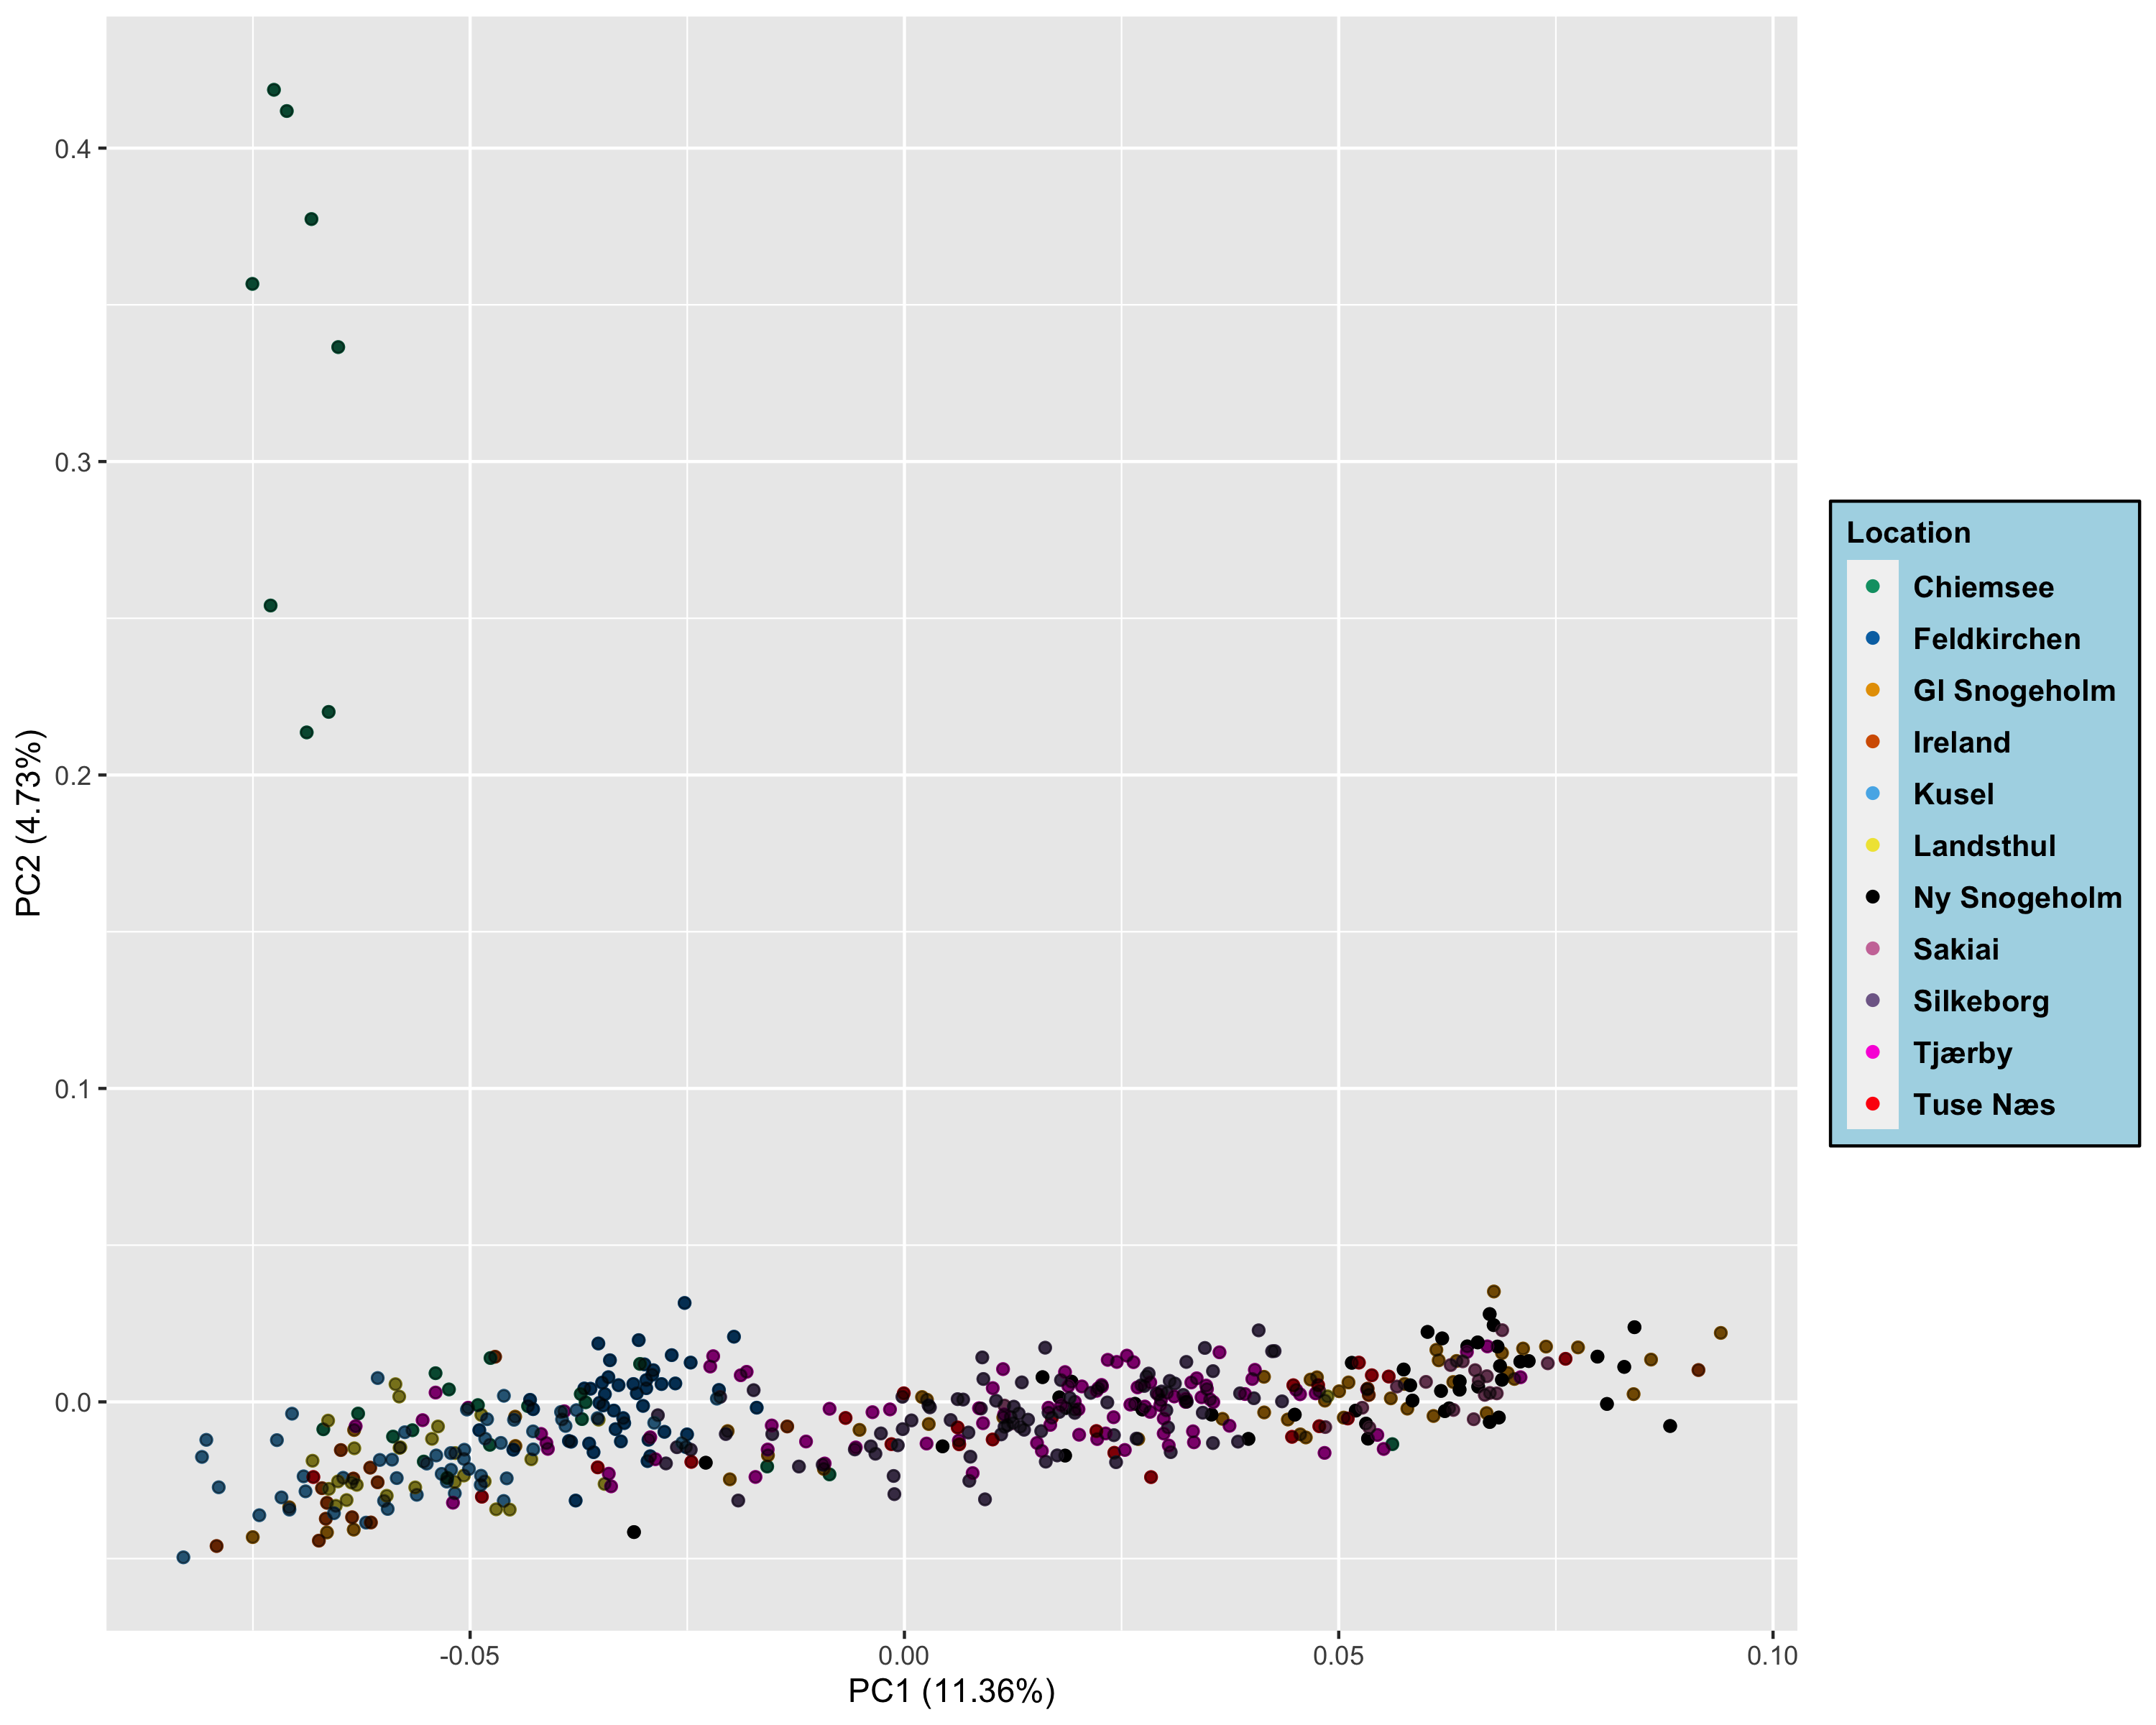 0.4
0.3
0.2
0.1
0.0
PC2 (4.73%)
-0.05
0.00
0.05
0.10
PC1 (11.36%)
Location
Chiemsee
Feldkirchen
Gl Snogeholm
Ireland
Kusel
Landsthul
Ny Snogeholm
Sakiai
Silkeborg
Tjærby
Tuse Næs